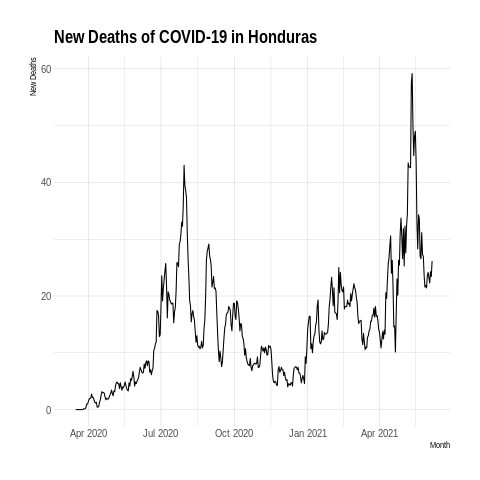 New Deaths of COVID-19 in Honduras
New Deaths
60
40
20
0
Apr 2020 Jul 2020 Oct 2020 Jan 2021 Apr 2021
Month